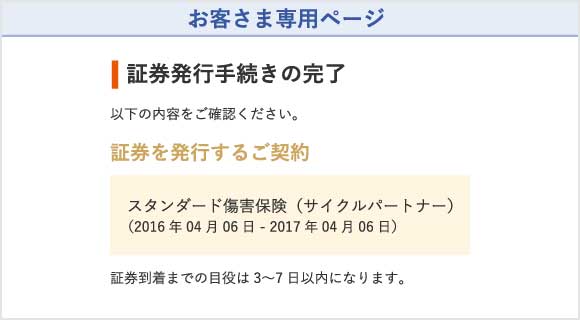 お客さま専用ページ
証券発行手続きの完了
以下の内容をご確認ください。
証券を発行するご契約
スタンダード傷害保険（サイクルパートナー）
（2016 年 04 月 06 日 - 2017 年 04 月 06 日）
証券到着までの目役は 3〜7 日以内になります。